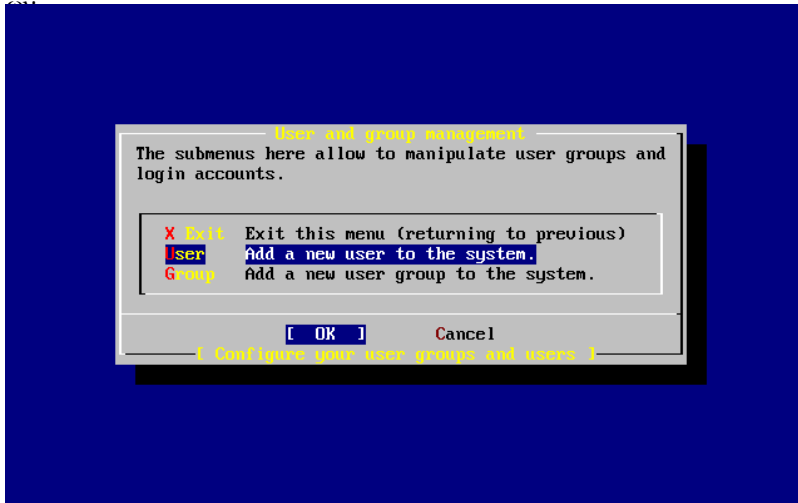 User and group management
The submenus here allow to manipulate user groups and
login accounts.
X Exit Exit this menu (returning to previous)
User Add a new user to the system.
Group Add a new user group to the system.
[ OK ] Cancel
[ Configure your user groups and users ]